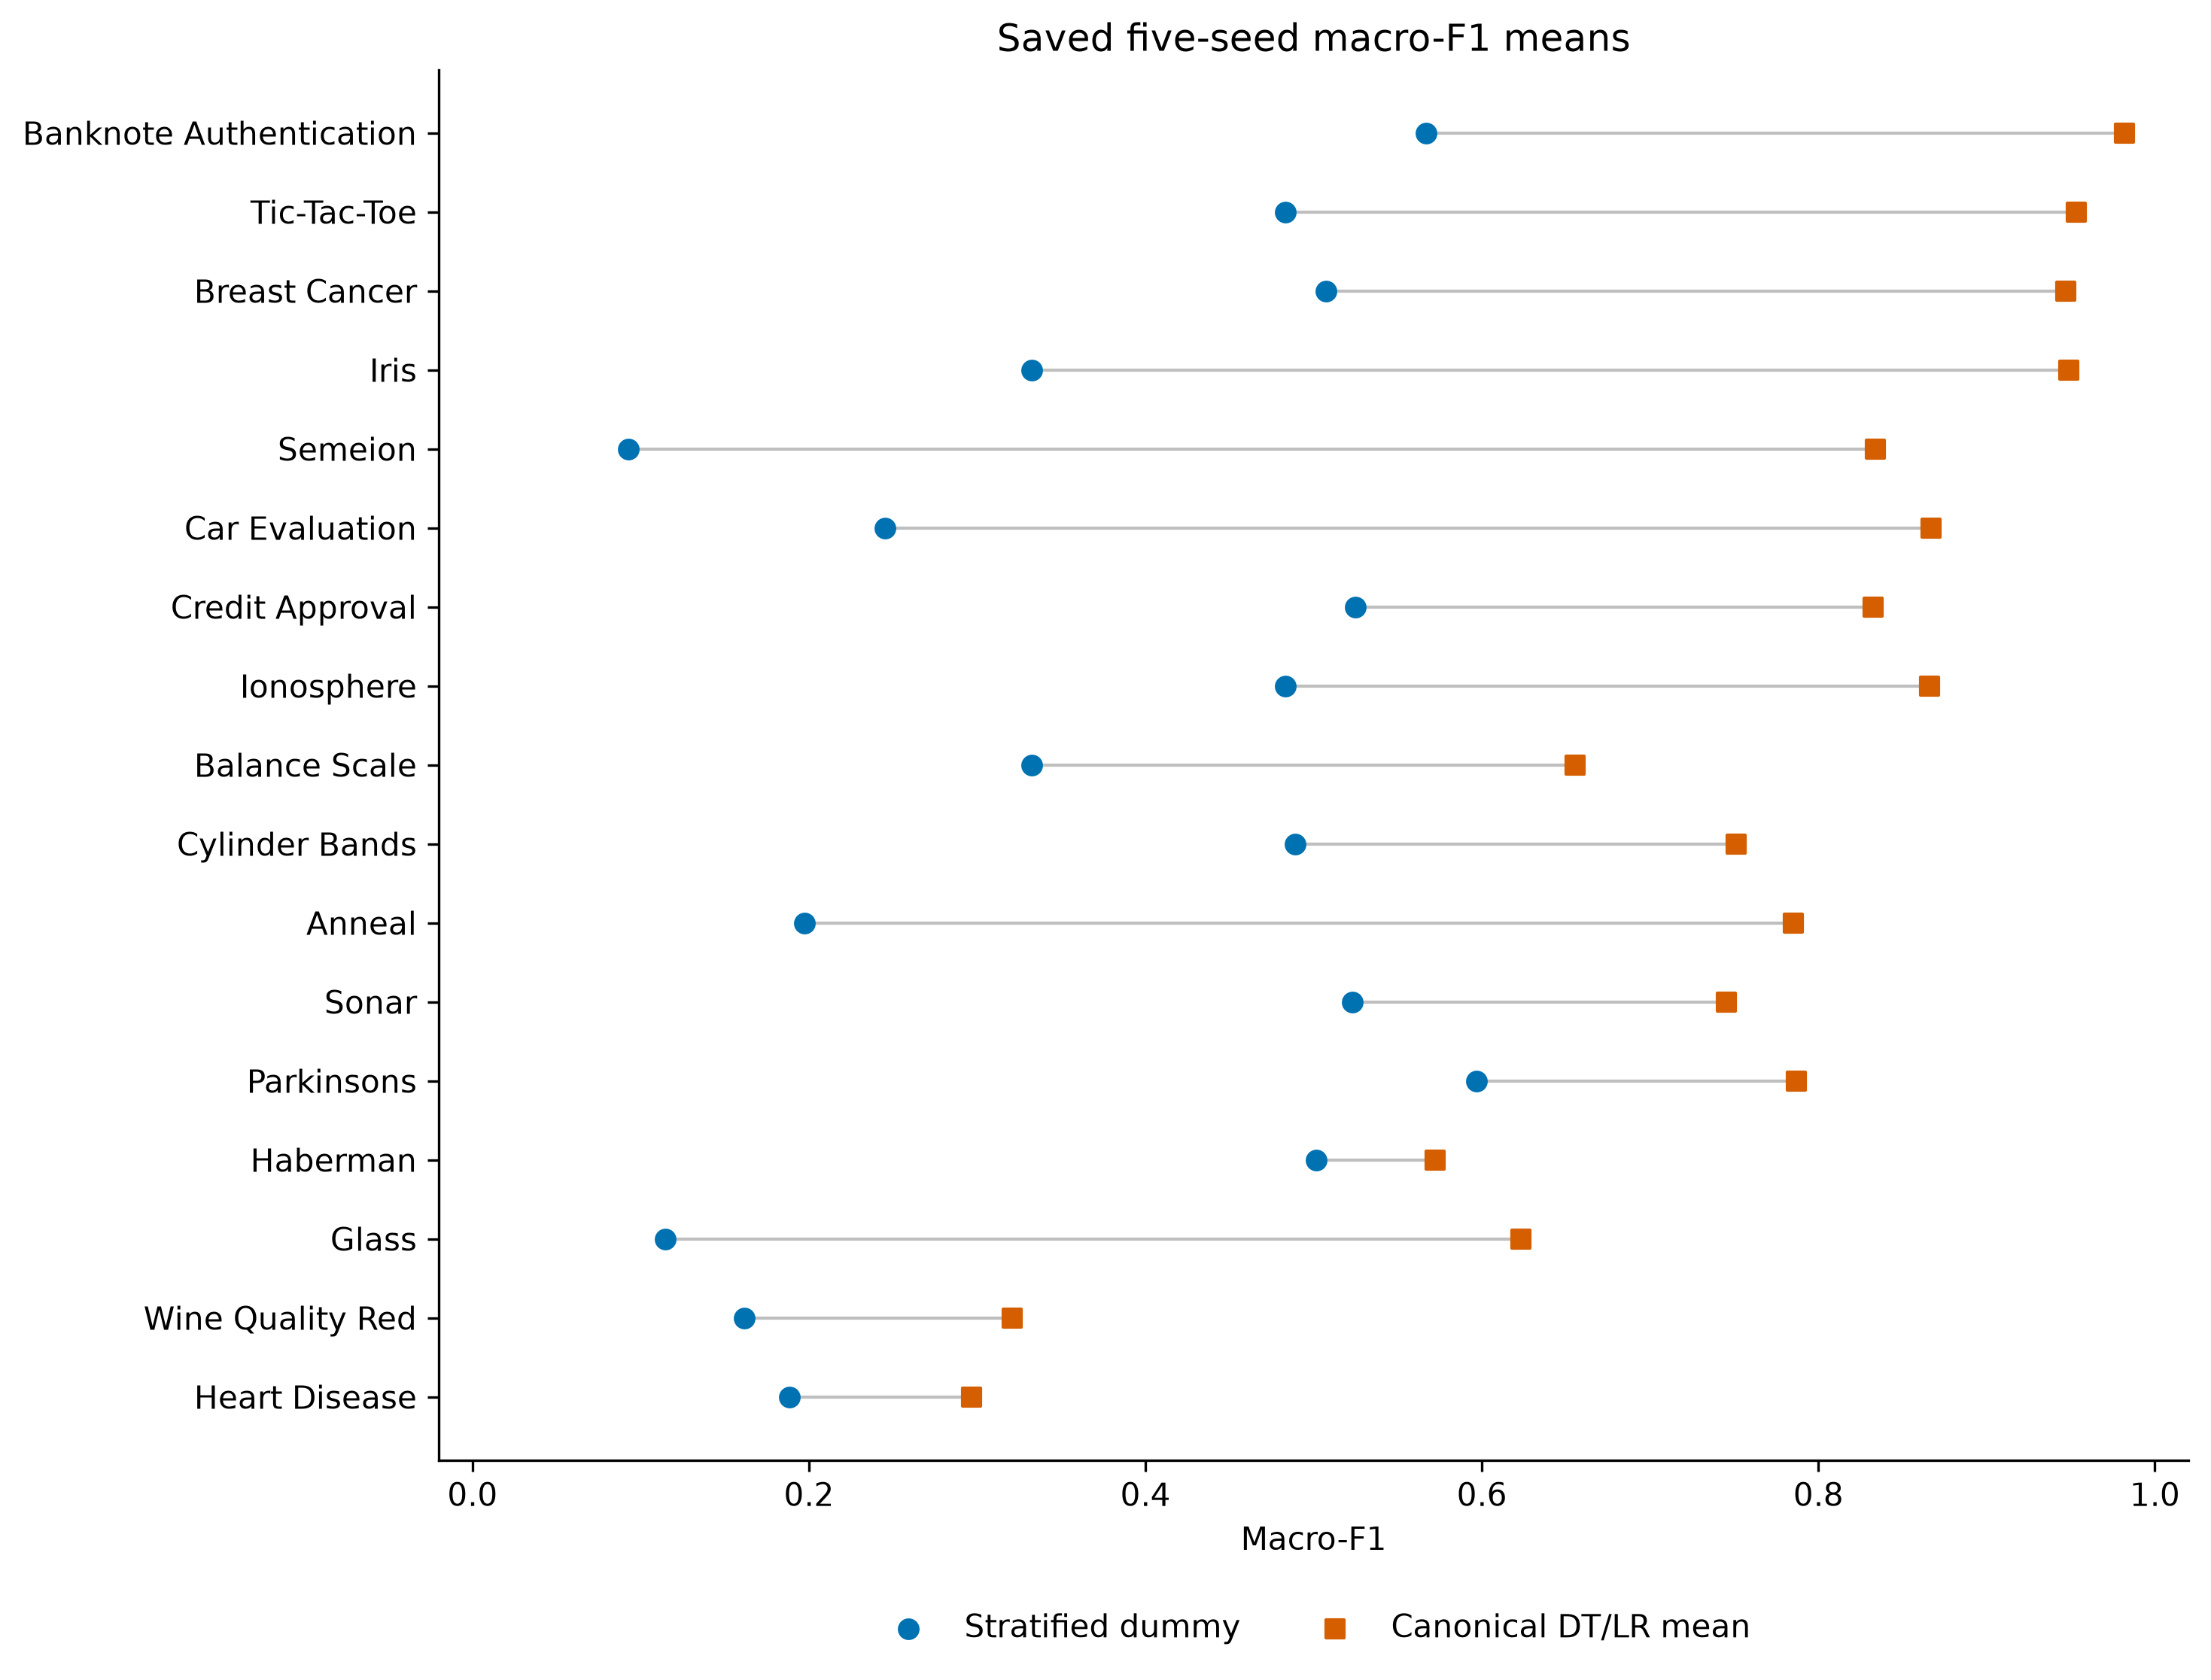 Saved five-seed macro-F1 means
Banknote Authentication
Tic-Tac-Toe
Breast Cancer
Iris
Semeion
Car Evaluation
Credit Approval
Ionosphere
Balance Scale
Cylinder Bands
Anneal
Sonar
Parkinsons
Haberman
Glass
Wine Quality Red
Heart Disease
0.0 0.2 0.4 0.6 0.8 1.0
Macro-F1
Stratified dummy Canonical DT/LR mean